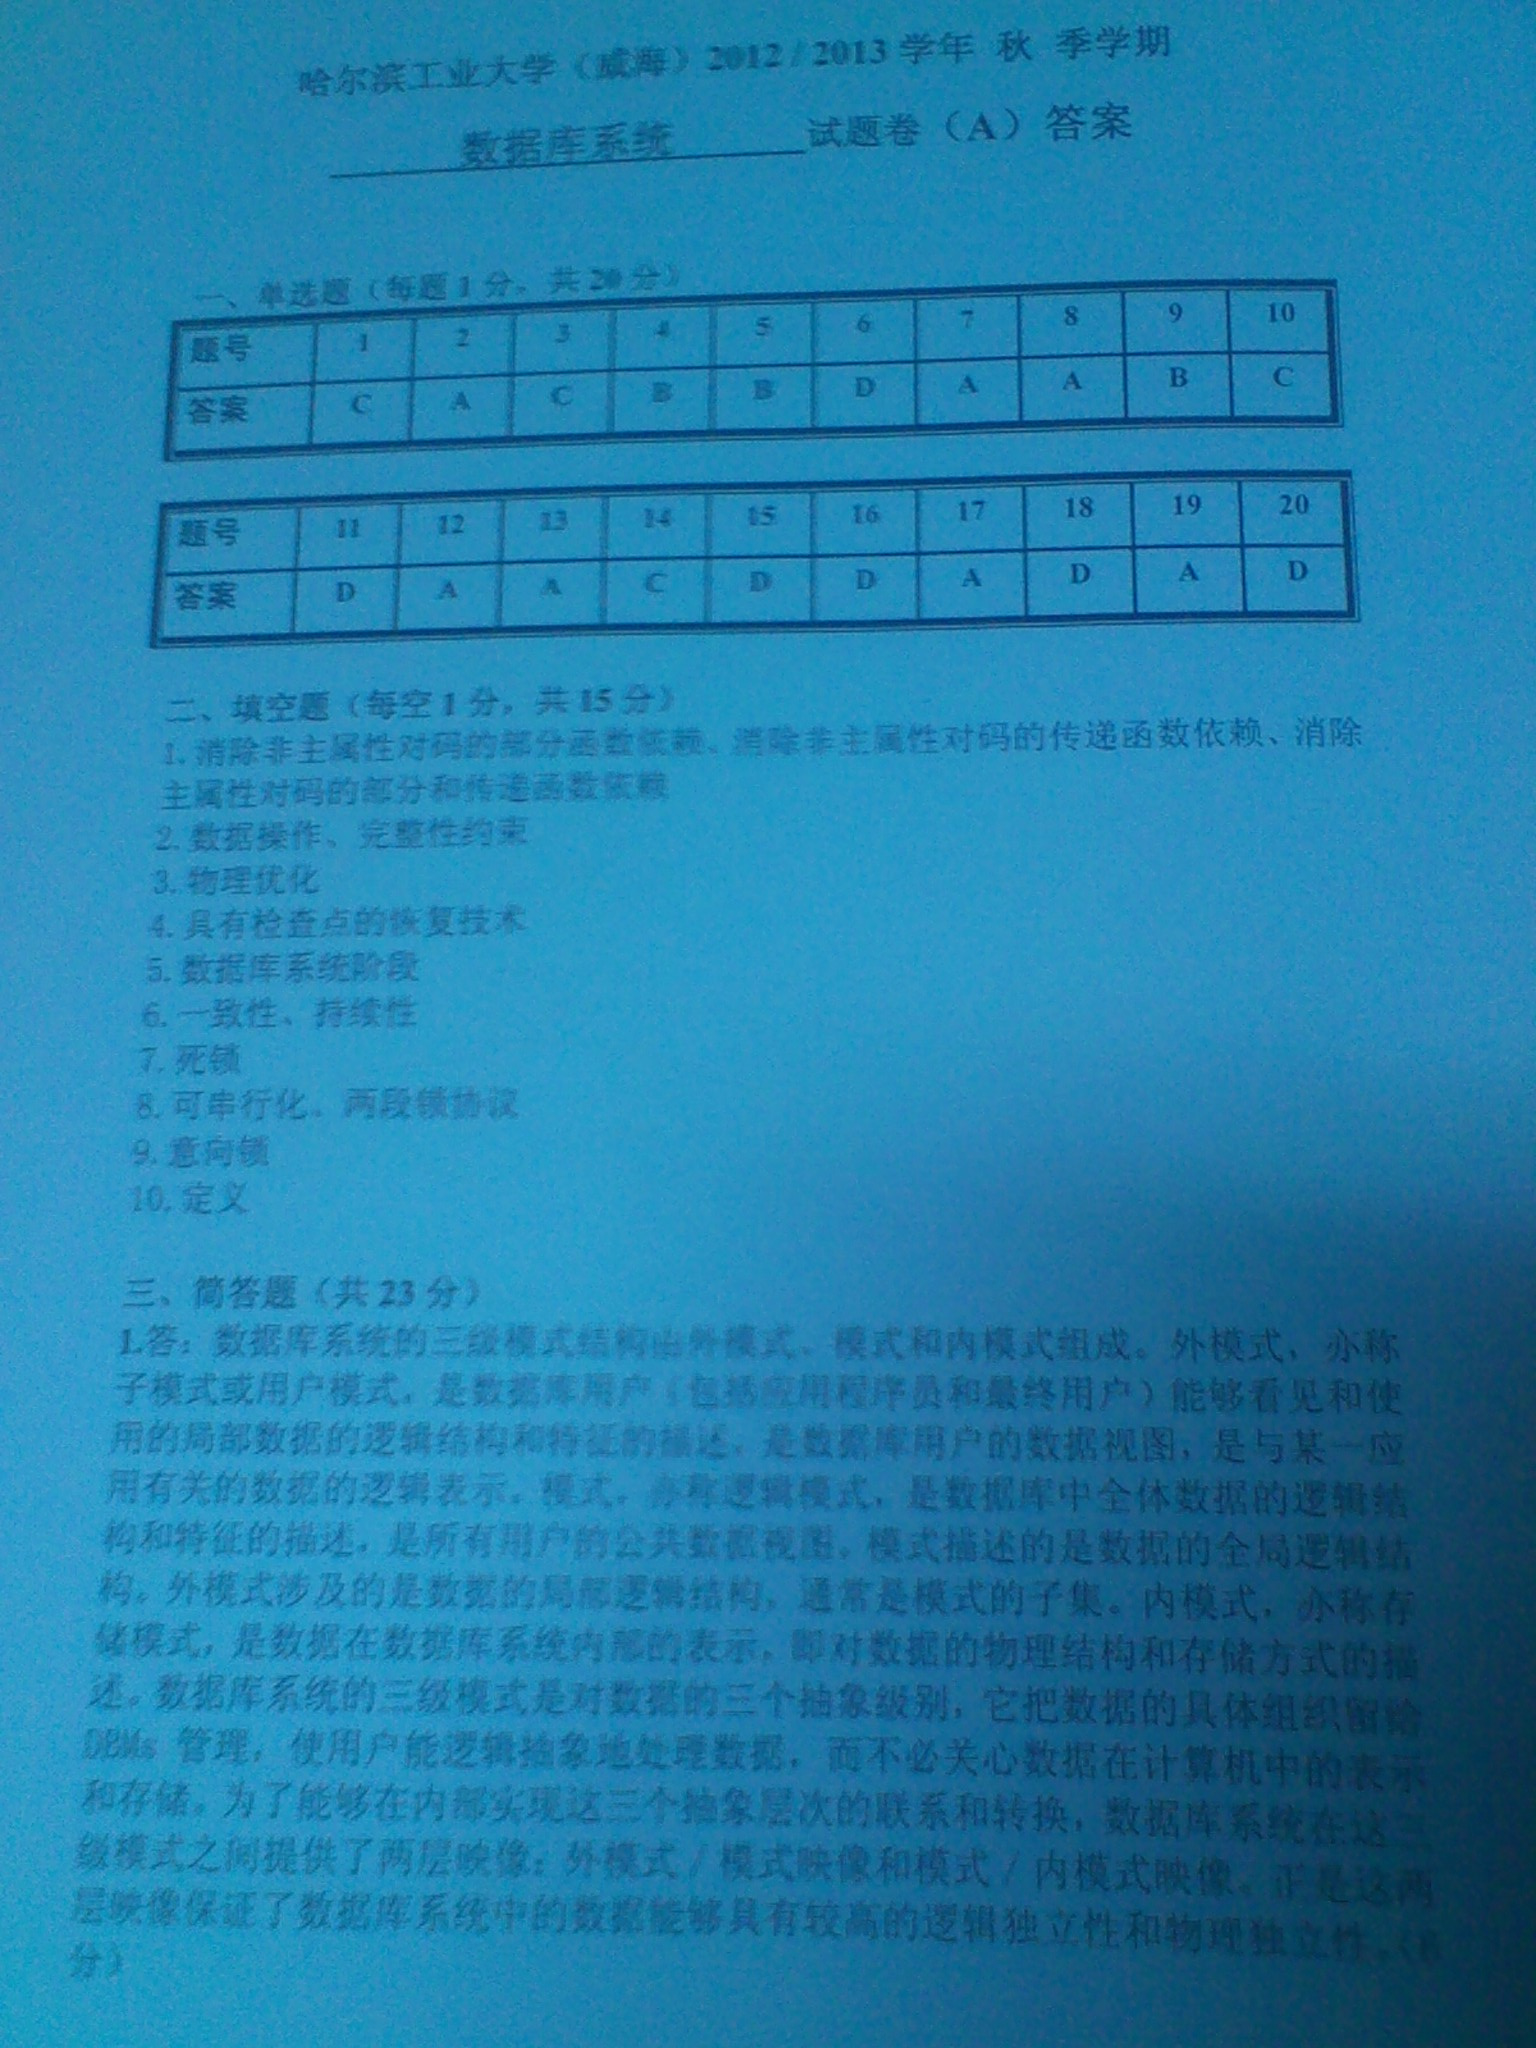 哈尔滨工业大学（威海）2012 / 2013 学年 秋 季学期
数据库系统 试题卷（A）答案
一、单选题（每题 1 分，共 20 分）
题号 1 2 3 4 5 6 7 8 9 10
答案 C A C B B D A A B C
题号 11 12 13 14 15 16 17 18 19 20
答案 D A A C D D A D A D
二、填空题（每空 1 分，共 15 分）
1. 消除非主属性对码的部分函数依赖、消除非主属性对码的传递函数依赖、消除
主属性对码的部分和传递函数依赖
2. 数据操作、完整性约束
3. 物理优化
4. 具有检查点的恢复技术
5. 数据库系统阶段
6. 一致性、持续性
7. 死锁
8. 可串行化、两段锁协议
9. 意向锁
10. 定义
三、简答题（共 23 分）
1.答：数据库系统的三级模式结构由外模式、模式和内模式组成。外模式，亦称
子模式或用户模式，是数据库用户（包括应用程序员和最终用户）能够看见和使
用的局部数据的逻辑结构和特征的描述，是数据库用户的数据视图，是与某一应
用有关的数据的逻辑表示。模式，亦称逻辑模式，是数据库中全体数据的逻辑结
构和特征的描述，是所有用户的公共数据视图。模式描述的是数据的全局逻辑结
构。外模式涉及的是数据的局部逻辑结构，通常是模式的子集。内模式，亦称存
储模式，是数据在数据库系统内部的表示，即对数据的物理结构和存储方式的描
述。数据库系统的三级模式是对数据的三个抽象级别，它把数据的具体组织留给
DBMs 管理，使用户能逻辑抽象地处理数据，而不必关心数据在计算机中的表示
和存储。为了能够在内部实现这三个抽象层次的联系和转换，数据库系统在这三
级模式之间提供了两层映像：外模式 / 模式映像和模式 / 内模式映像。正是这两
层映像保证了数据库系统中的数据能够具有较高的逻辑独立性和物理独立性。（
分）